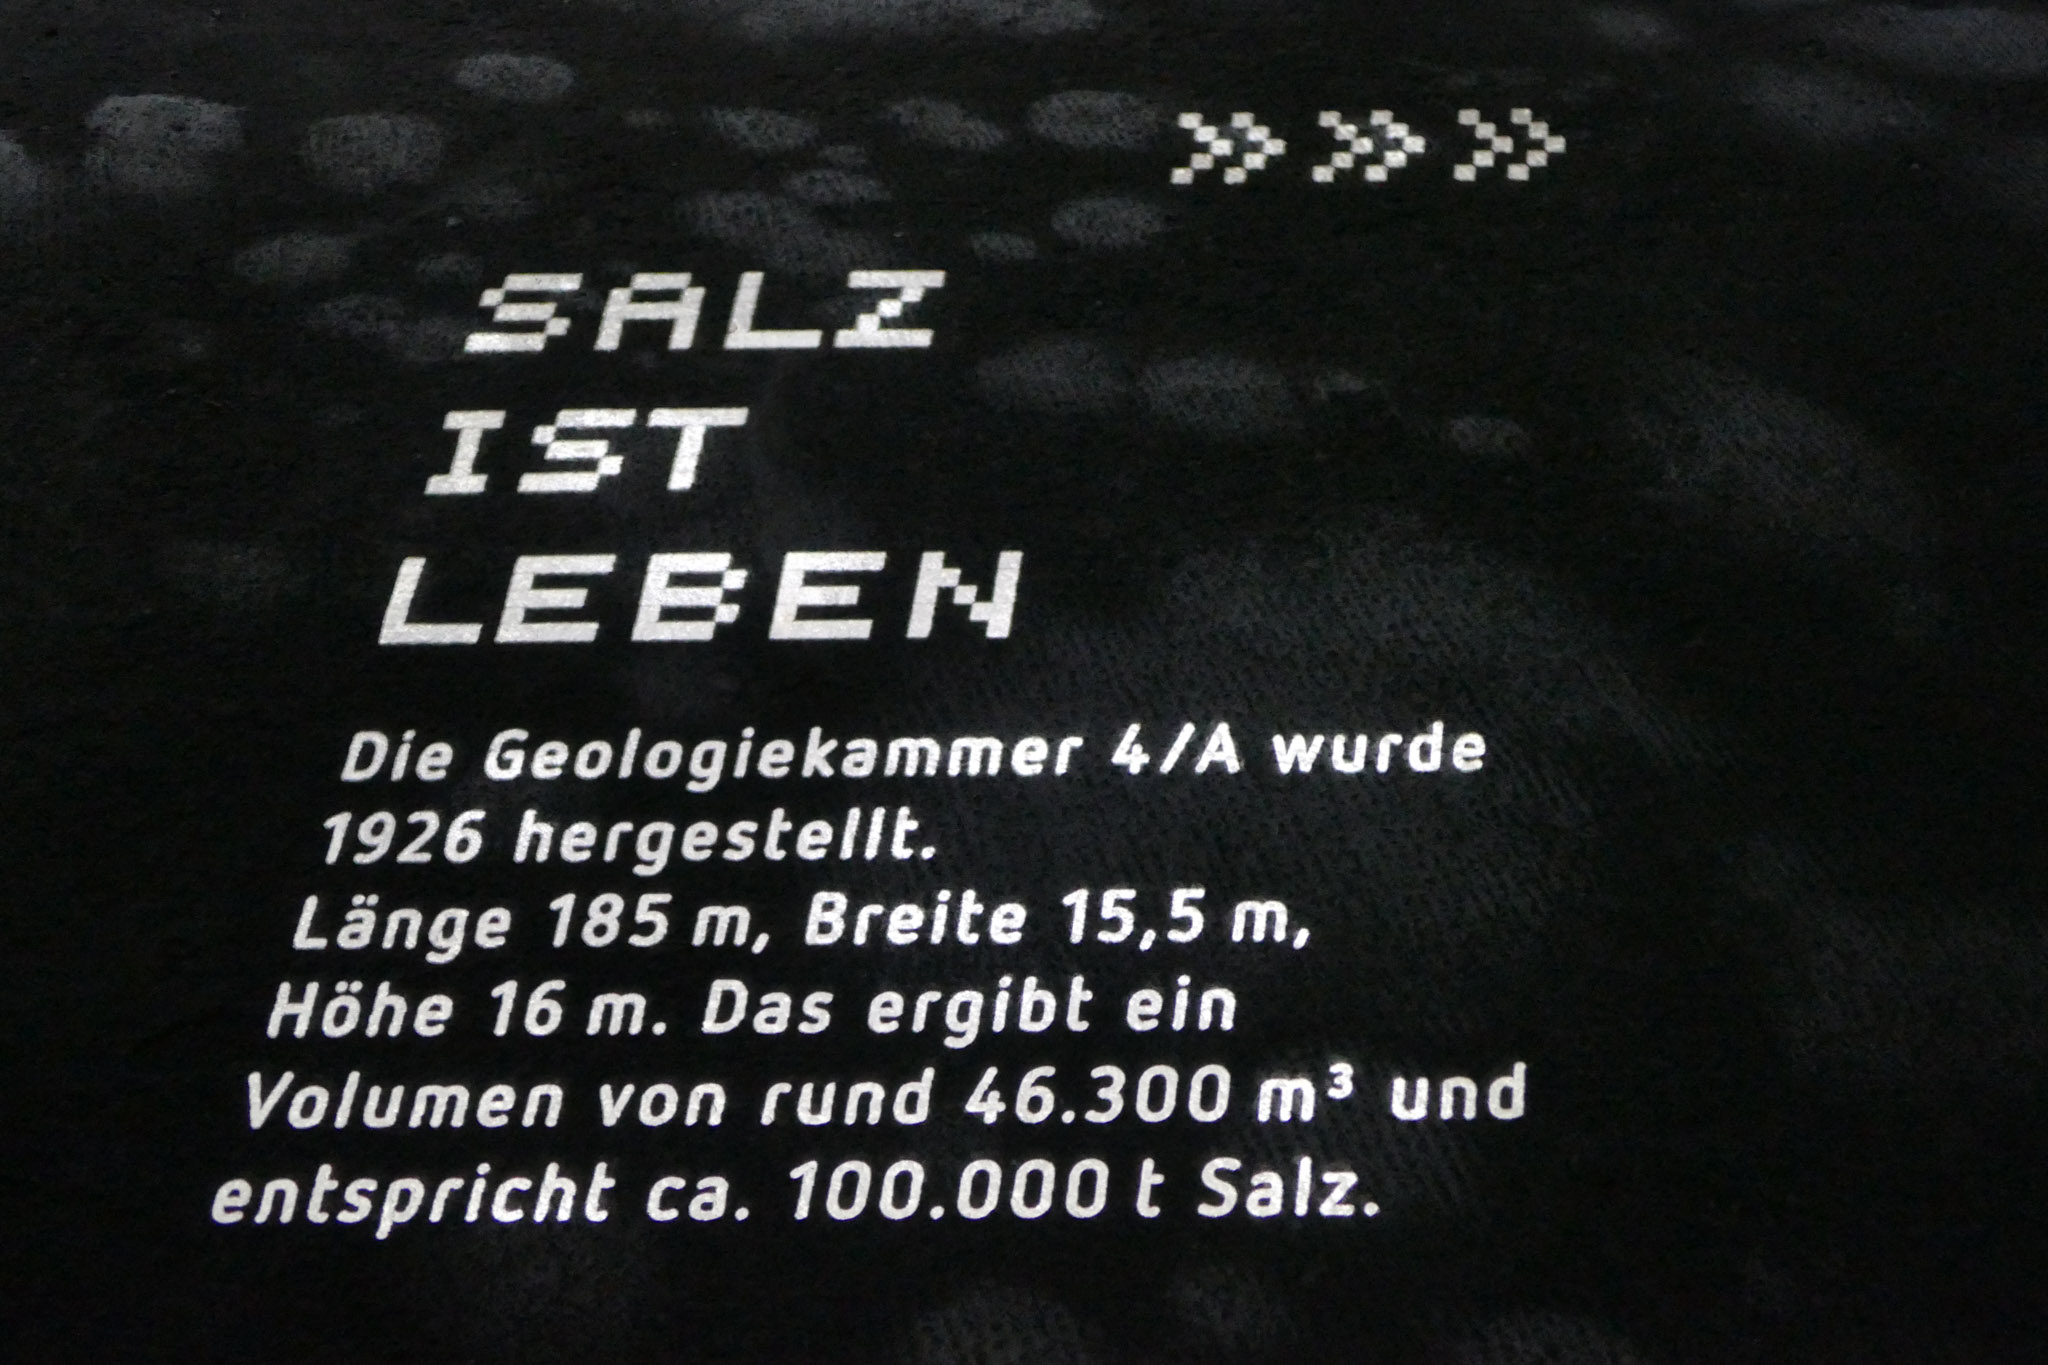 SALZ
IST
LEBEN
Die Geologiekammer 4/A wurde
1926 hergestellt.
Länge 185 m, Breite 15,5 m,
Höhe 16 m. Das ergibt ein
Volumen von rund 46.300 m³ und
entspricht ca. 100.000 t Salz.